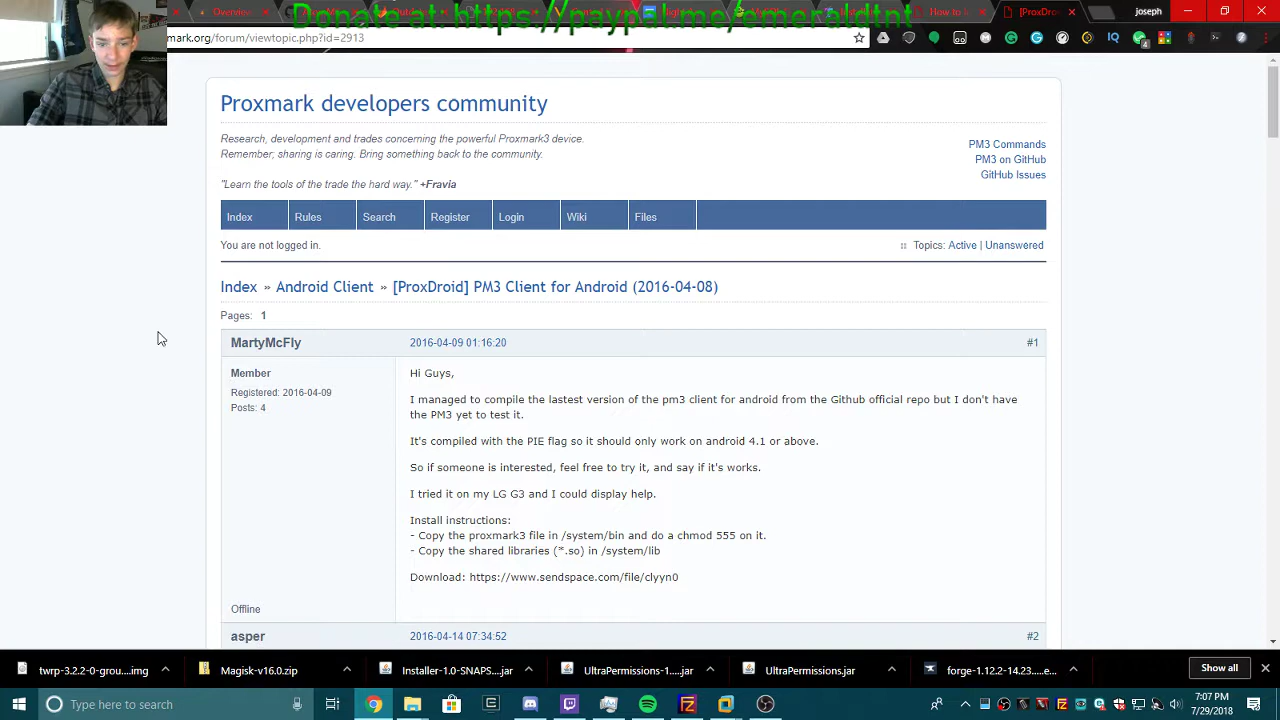 Overview
Donate at: https://paypal.me/emeraldtnt
How to
[ProxDro
joseph
mark.org/forum/viewtopic.php?id=2913
Proxmark developers community
Research, development and trades concerning the powerful Proxmark3 device.
Remember; sharing is caring. Bring something back to the community.
"Learn the tools of the trade the hard way." +Fravia
PM3 Commands
PM3 on GitHub
GitHub Issues
Index
Rules
Search
Register
Login
Wiki
Files
You are not logged in.
Topics: Active | Unanswered
Index » Android Client » [ProxDroid] PM3 Client for Android (2016-04-08)
Pages: 1
MartyMcFly
2016-04-09 01:16:20
#1
Member
Registered: 2016-04-09
Posts: 4
Hi Guys,
I managed to compile the lastest version of the pm3 client for android from the Github official repo but I don't have
the PM3 yet to test it.
It's compiled with the PIE flag so it should only work on android 4.1 or above.
So if someone is interested, feel free to try it, and say if it's works.
I tried it on my LG G3 and I could display help.
Install instructions:
- Copy the proxmark3 file in /system/bin and do a chmod 555 on it.
- Copy the shared libraries (*.so) in /system/lib
Download: https://www.sendspace.com/file/clyyn0
Offline
asper
2016-04-14 07:34:52
#2
twrp-3.2.2-0-grou....img
Magisk-v16.0.zip
Installer-1.0-SNAPS....jar
UltraPermissions-1....jar
UltraPermissions.jar
forge-1.12.2-14.23....e...
Show all
Type here to search
7:07 PM
7/29/2018